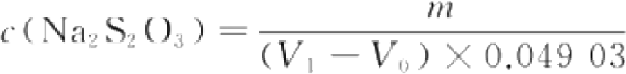 c(Na₂S₂O₃) = m / ((V₁ − V₀) × 0.049 03)